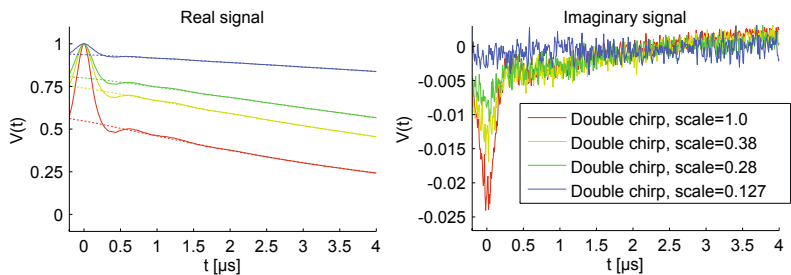 Real signal
V(t)
1
0.75
0.5
0.25
0
0 0.5 1 1.5 2 2.5 3 3.5 4
t [µs]
Imaginary signal
V(t)
0
-0.005
-0.01
-0.015
-0.02
-0.025
0 0.5 1 1.5 2 2.5 3 3.5 4
t [µs]
Double chirp, scale=1.0
Double chirp, scale=0.38
Double chirp, scale=0.28
Double chirp, scale=0.127